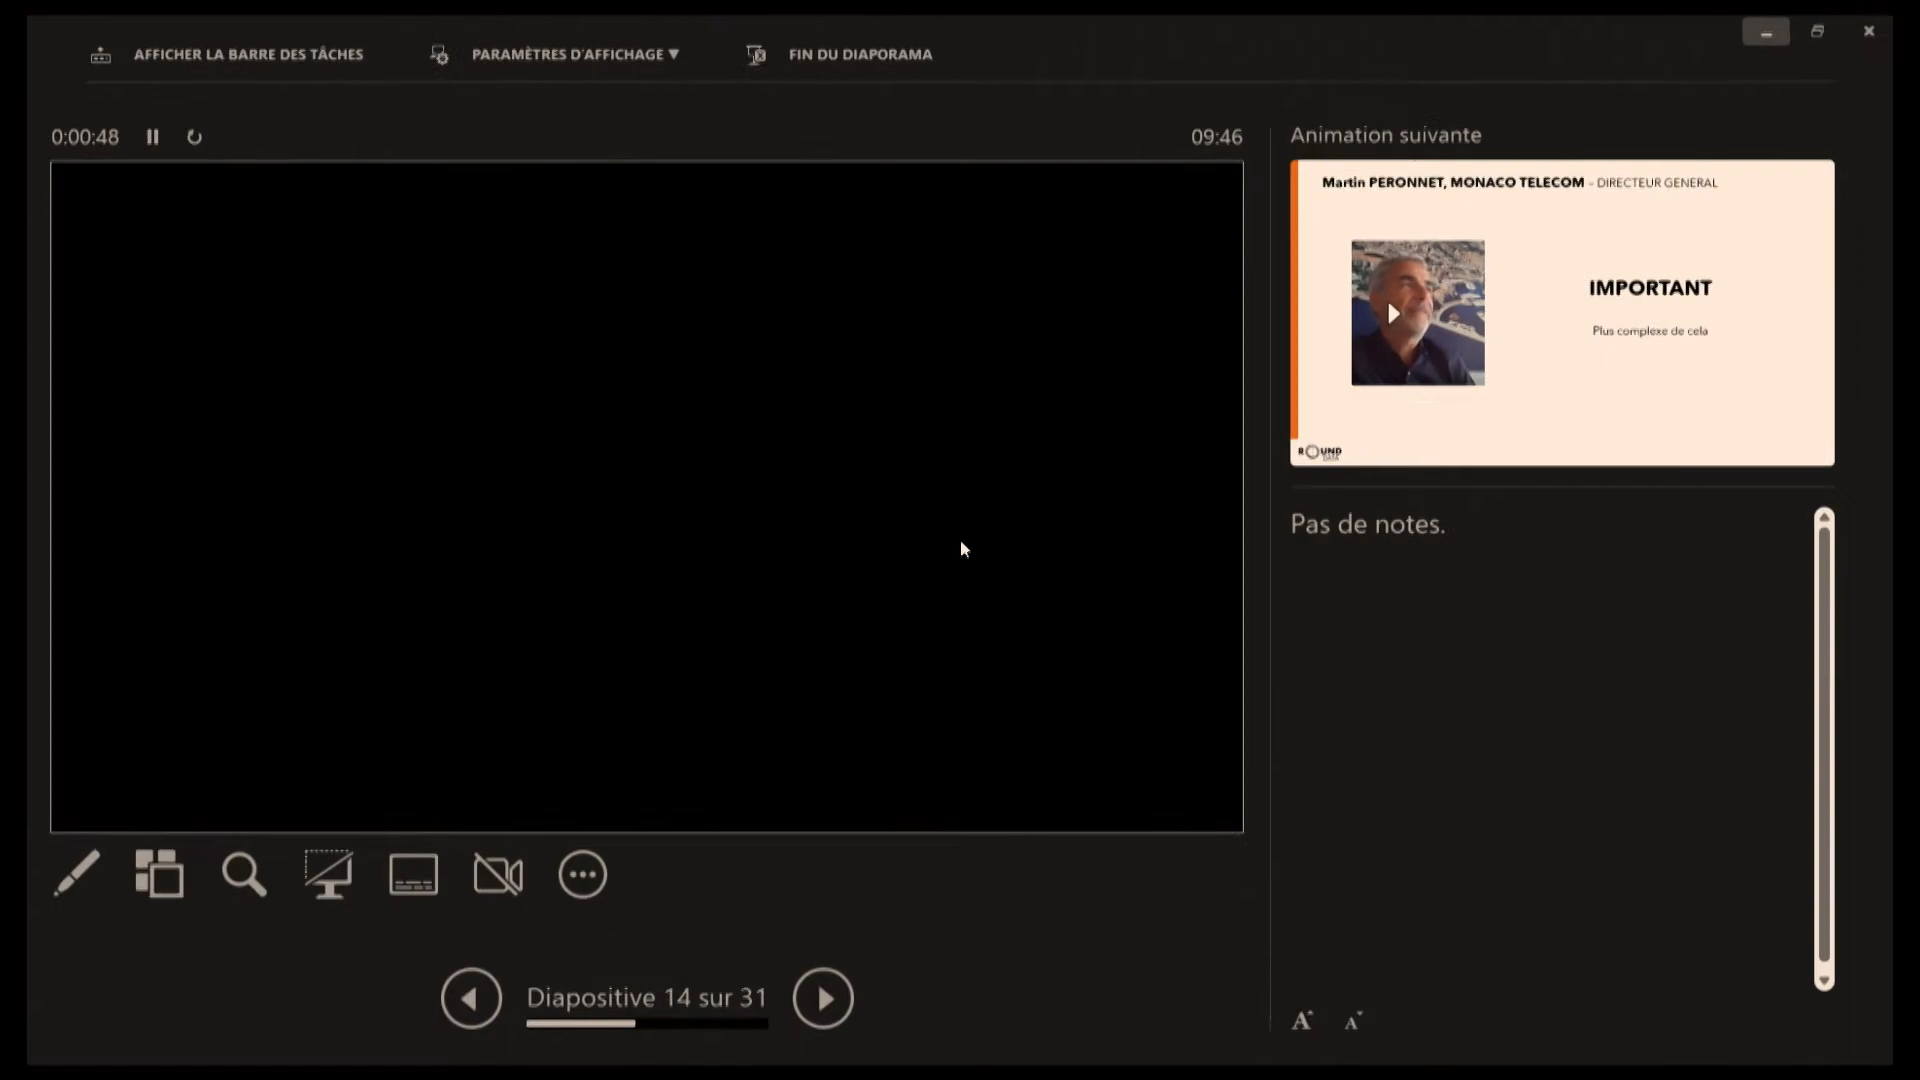 AFFICHER LA BARRE DES TÂCHES
PARAMÈTRES D'AFFICHAGE ▼
FIN DU DIAPORAMA
0:00:48
09:46
Animation suivante
Martin PERONNET, MONACO TELECOM - DIRECTEUR GENERAL
IMPORTANT
Plus complexe de cela
ROUND
Pas de notes.
Diapositive 14 sur 31
A A